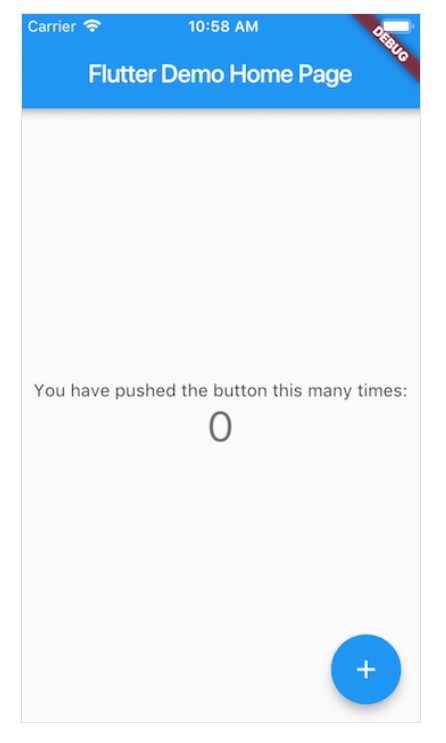 Carrier 10:58 AM
DEBUG
Flutter Demo Home Page
You have pushed the button this many times:
0
+